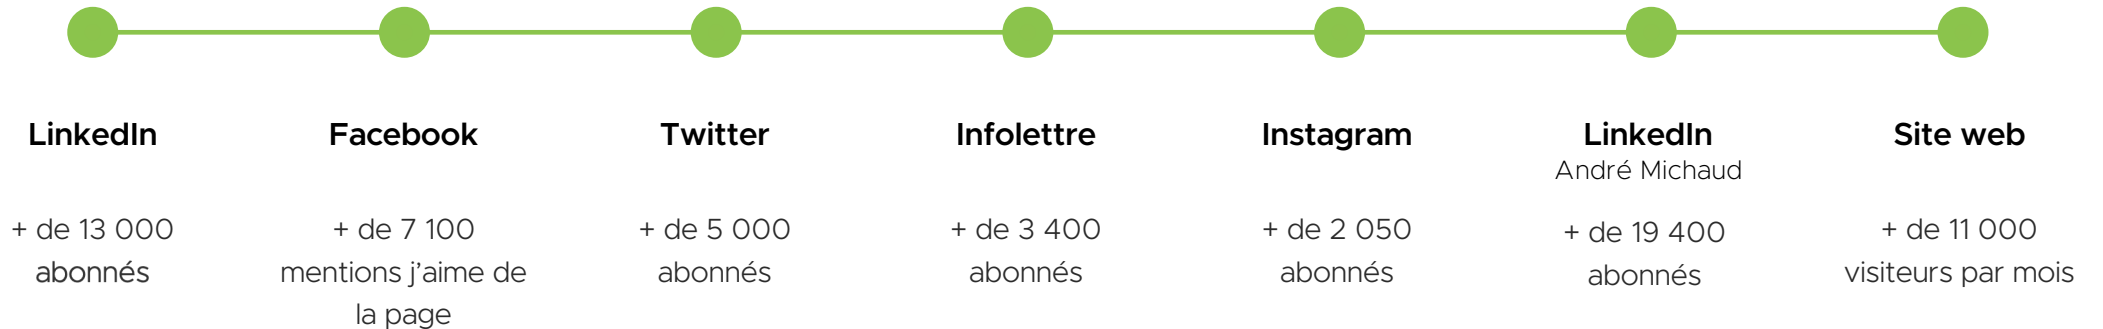 LinkedIn
+ de 13 000
abonnés
Facebook
+ de 7 100
mentions j'aime de
la page
Twitter
+ de 5 000
abonnés
Infolettre
+ de 3 400
abonnés
Instagram
+ de 2 050
abonnés
LinkedIn
André Michaud
+ de 19 400
abonnés
Site web
+ de 11 000
visiteurs par mois